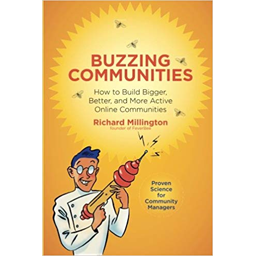 BUZZING
COMMUNITIES
How to Build Bigger,
Better, and More Active
Online Communities
Richard Millington
founder of FeverBee
Proven
Science for
Community
Managers